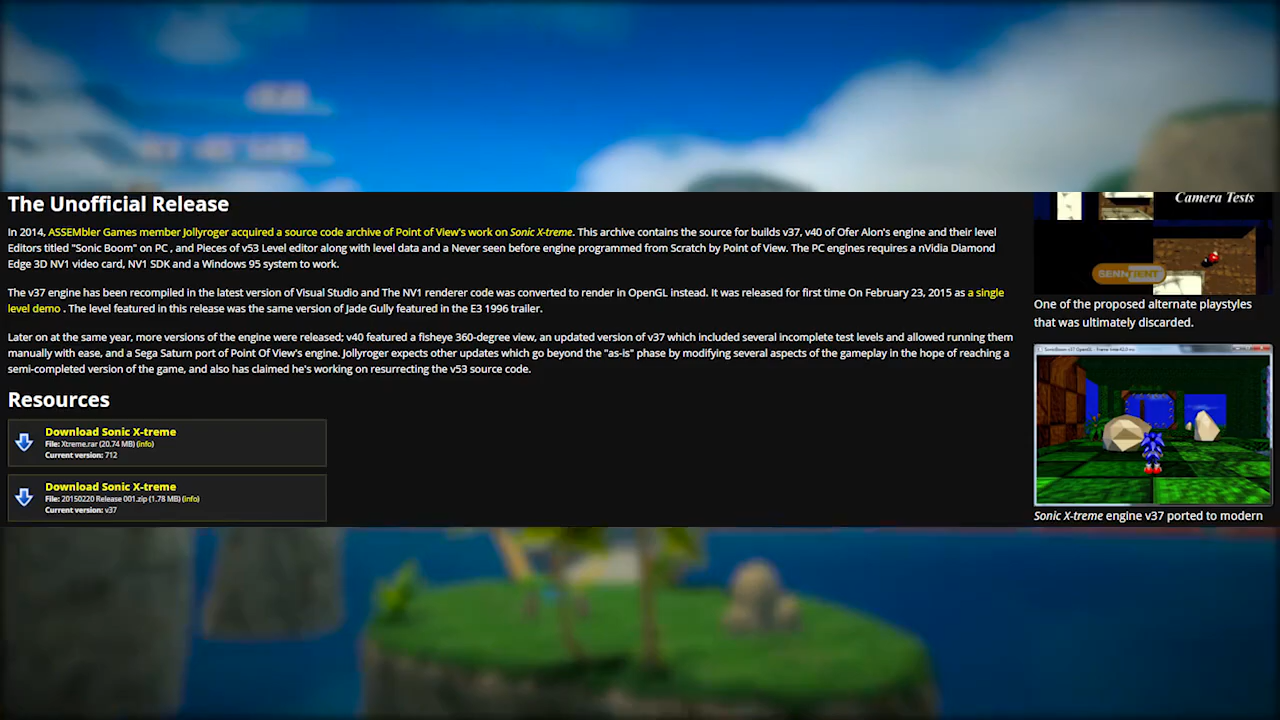 The Unofficial Release
In 2014, ASSEMbler Games member Jollyroger acquired a source code archive of Point of View's work on Sonic X-treme. This archive contains the source for builds v37, v40 of Ofer Alon's engine and their level
Editors titled "Sonic Boom" on PC , and Pieces of v53 Level editor along with level data and a Never seen before engine programmed from Scratch by Point of View. The PC engines requires a nVidia Diamond
Edge 3D NV1 video card, NV1 SDK and a Windows 95 system to work.
The v37 engine has been recompiled in the latest version of Visual Studio and The NV1 renderer code was converted to render in OpenGL instead. It was released for first time On February 23, 2015 as a single
level demo . The level featured in this release was the same version of Jade Gully featured in the E3 1996 trailer.
Later on at the same year, more versions of the engine were released; v40 featured a fisheye 360-degree view, an updated version of v37 which included several incomplete test levels and allowed running them
manually with ease, and a Sega Saturn port of Point Of View's engine. Jollyroger expects other updates which go beyond the "as-is" phase by modifying several aspects of the gameplay in the hope of reaching a
semi-completed version of the game, and also has claimed he's working on resurrecting the v53 source code.
Resources
Download Sonic X-treme
File: Xtreme.rar (20.74 MB) (info)
Current version: 712
Download Sonic X-treme
File: 20150220 Release 001.zip (1.78 MB) (info)
Current version: v37
Camera Tests
SENNTIENT
One of the proposed alternate playstyles
that was ultimately discarded.
Sonic X-treme engine v37 ported to modern